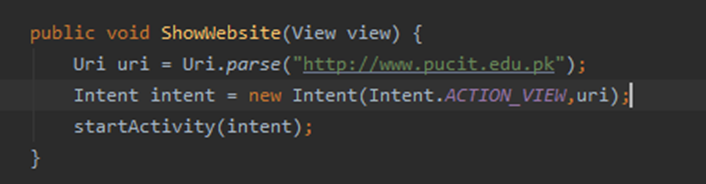 public void ShowWebsite(View view) {
Uri uri = Uri.parse("http://www.pucit.edu.pk");
Intent intent = new Intent(Intent.ACTION_VIEW,uri);
startActivity(intent);
}